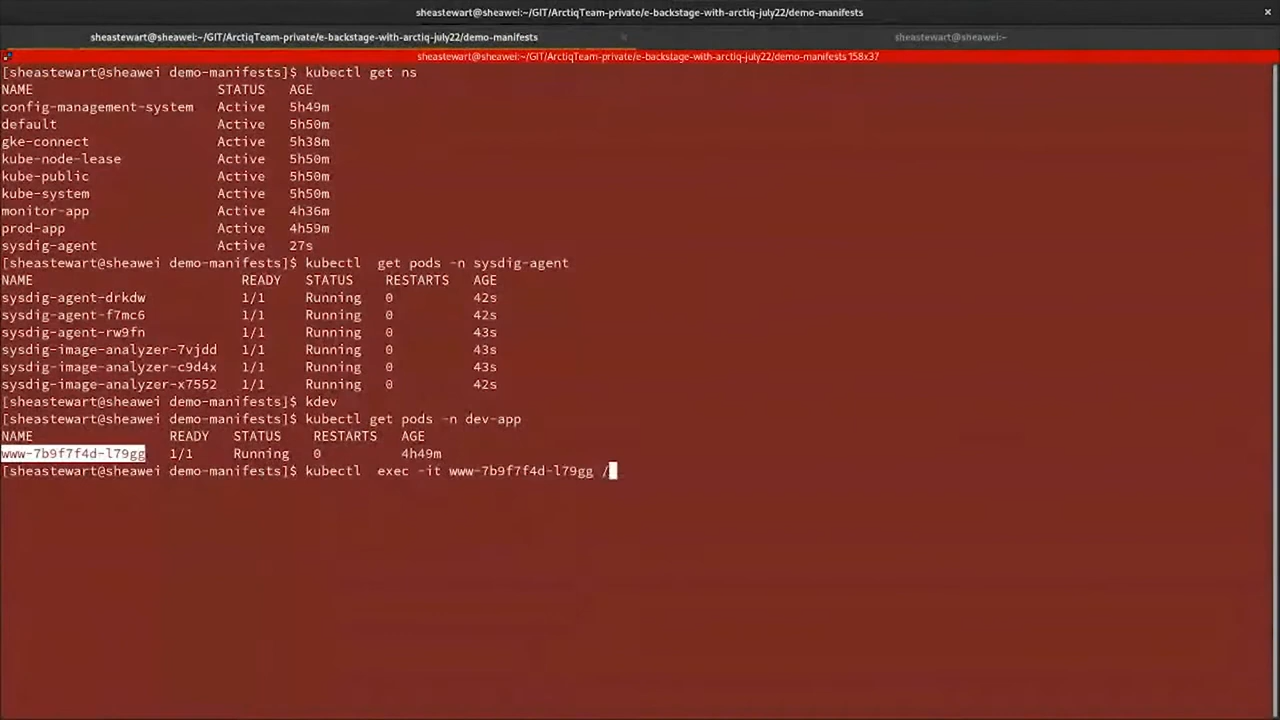 sheastewart@sheawei:~/GIT/ArctiqTeam-private/e-backstage-with-arctiq-july22/demo-manifests
sheastewart@sheawei:~/GIT/ArctiqTeam-private/e-backstage-with-arctiq-july22/demo-manifests sheastewart@sheawei:~
sheastewart@sheawei:~/GIT/ArctiqTeam-private/e-backstage-with-arctiq-july22/demo-manifests 158x37
[sheastewart@sheawei demo-manifests]$ kubectl get ns
NAME STATUS AGE
config-management-system Active 5h49m
default Active 5h50m
gke-connect Active 5h38m
kube-node-lease Active 5h50m
kube-public Active 5h50m
kube-system Active 5h50m
monitor-app Active 4h36m
prod-app Active 4h59m
sysdig-agent Active 27s
[sheastewart@sheawei demo-manifests]$ kubectl  get pods -n sysdig-agent
NAME READY STATUS RESTARTS AGE
sysdig-agent-drkdw 1/1 Running 0 42s
sysdig-agent-f7mc6 1/1 Running 0 42s
sysdig-agent-rw9fn 1/1 Running 0 43s
sysdig-image-analyzer-7vjdd 1/1 Running 0 43s
sysdig-image-analyzer-c9d4x 1/1 Running 0 43s
sysdig-image-analyzer-x7552 1/1 Running 0 42s
[sheastewart@sheawei demo-manifests]$ kdev
[sheastewart@sheawei demo-manifests]$ kubectl get pods -n dev-app
NAME READY STATUS RESTARTS AGE
www-7b9f7f4d-l79gg 1/1 Running 0 4h49m
[sheastewart@sheawei demo-manifests]$ kubectl  exec -it www-7b9f7f4d-l79gg /